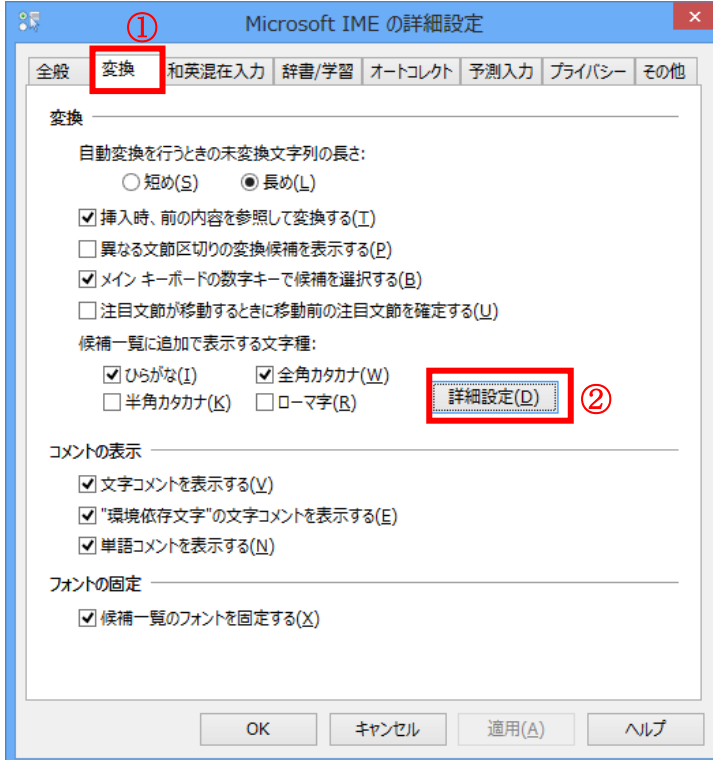 ①
Microsoft IME の詳細設定
全般 変換 和英混在入力 辞書/学習 オートコレクト 予測入力 プライバシー その他
変換
自動変換を行うときの未変換文字列の長さ:
短め(S) 長め(L)
挿入時、前の内容を参照して変換する(T)
異なる文節区切りの変換候補を表示する(P)
メイン キーボードの数字キーで候補を選択する(B)
注目文節が移動するときに移動前の注目文節を確定する(U)
候補一覧に追加で表示する文字種:
ひらがな(I) 全角カタカナ(W)
半角カタカナ(K) ローマ字(R)
詳細設定(D) ②
コメントの表示
文字コメントを表示する(V)
"環境依存文字"の文字コメントを表示する(E)
単語コメントを表示する(N)
フォントの固定
候補一覧のフォントを固定する(X)
OK キャンセル 適用(A) ヘルプ